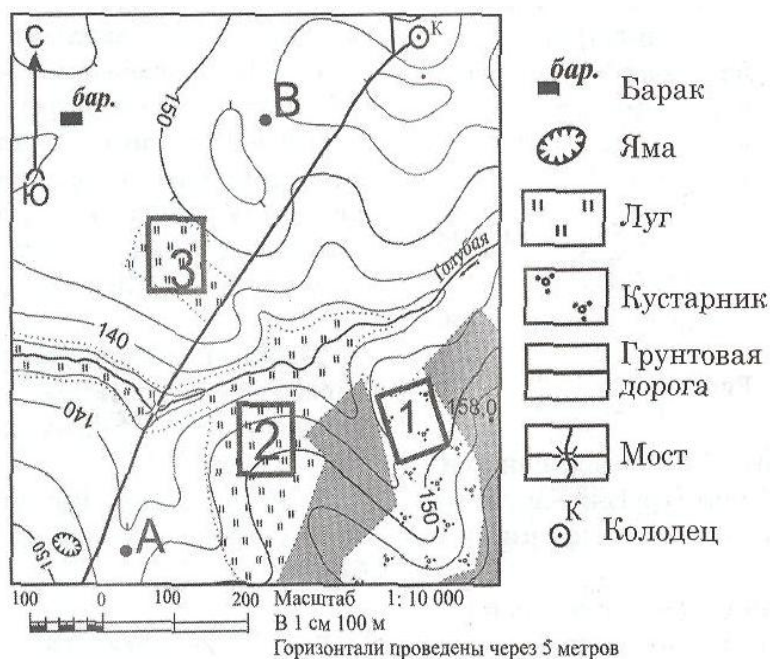 С
Ю
бар.
150
В
К
3
140
Голубая
140
2
1
158,0
150
150
А
бар.
Барак
Яма
Луг
Кустарник
Грунтовая
дорога
Мост
К
Колодец
100 0 100 200
Масштаб 1: 10 000
В 1 см 100 м
Горизонтали проведены через 5 метров